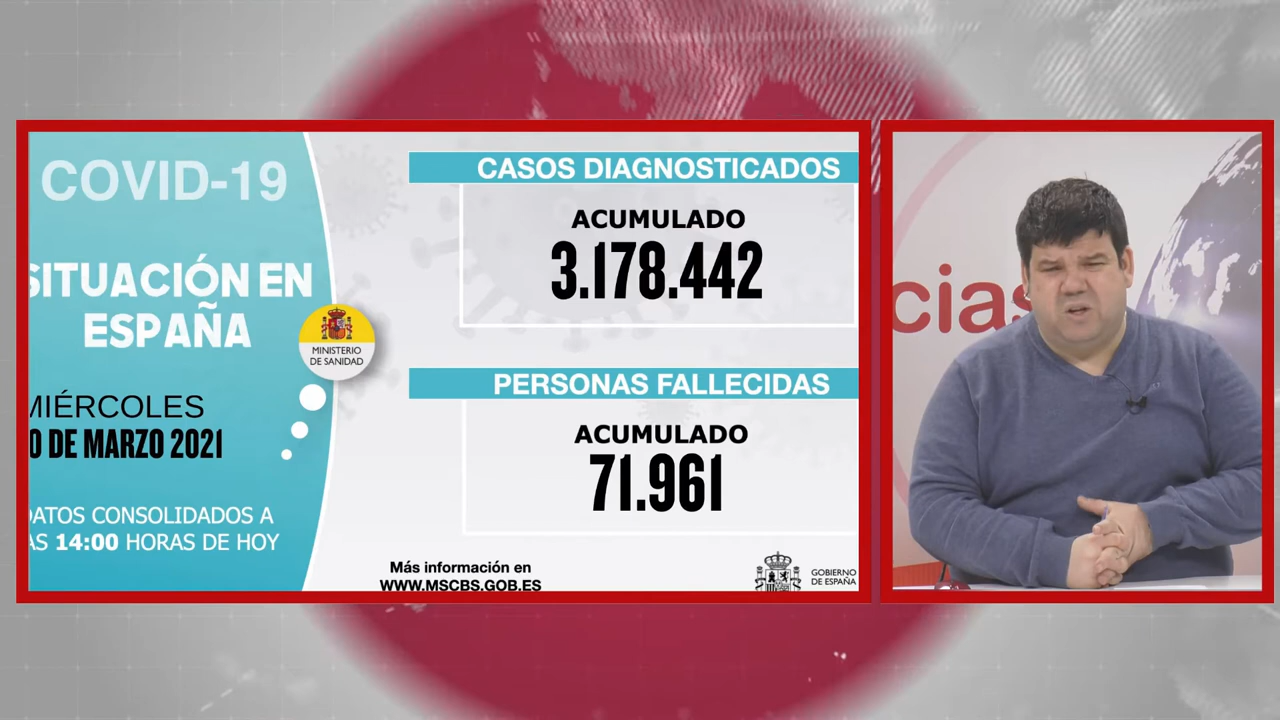 COVID-19
SITUACIÓN EN
ESPAÑA
MIÉRCOLES
0 DE MARZO 2021
DATOS CONSOLIDADOS A
AS 14:00 HORAS DE HOY
MINISTERIO
DE SANIDAD
CASOS DIAGNOSTICADOS
ACUMULADO
3.178.442
PERSONAS FALLECIDAS
ACUMULADO
71.961
Más información en
WWW.MSCBS.GOB.ES
GOBIERNO
DE ESPAÑA
cias